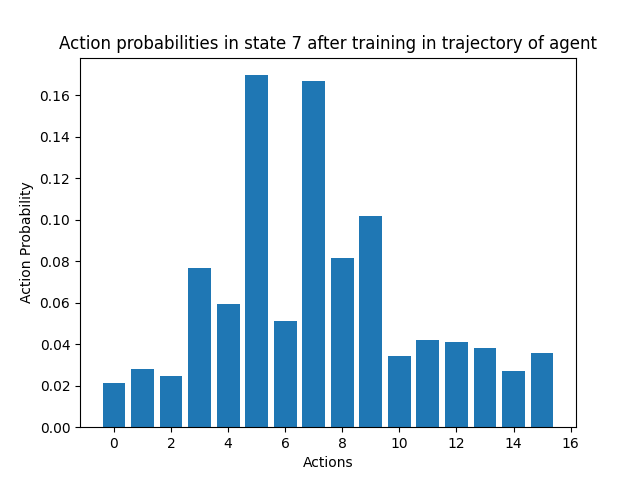 Action probabilities in state 7 after training in trajectory of agent
0.16
0.14
0.12
0.10
0.08
0.06
0.04
0.02
0.00
Action Probability
0 2 4 6 8 10 12 14 16
Actions